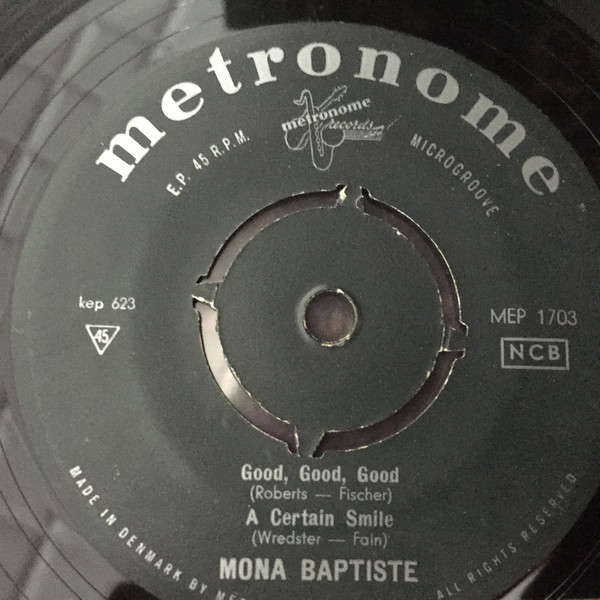 metronome
metronome
records
E.P. 45 R.P.M.
MICROGROOVE
kep 623
45
MEP 1703
NCB
Good, Good, Good
(Roberts — Fischer)
A Certain Smile
(Wredster — Fain)
MONA BAPTISTE
MADE IN DENMARK BY
ALL RIGHTS RESERVED